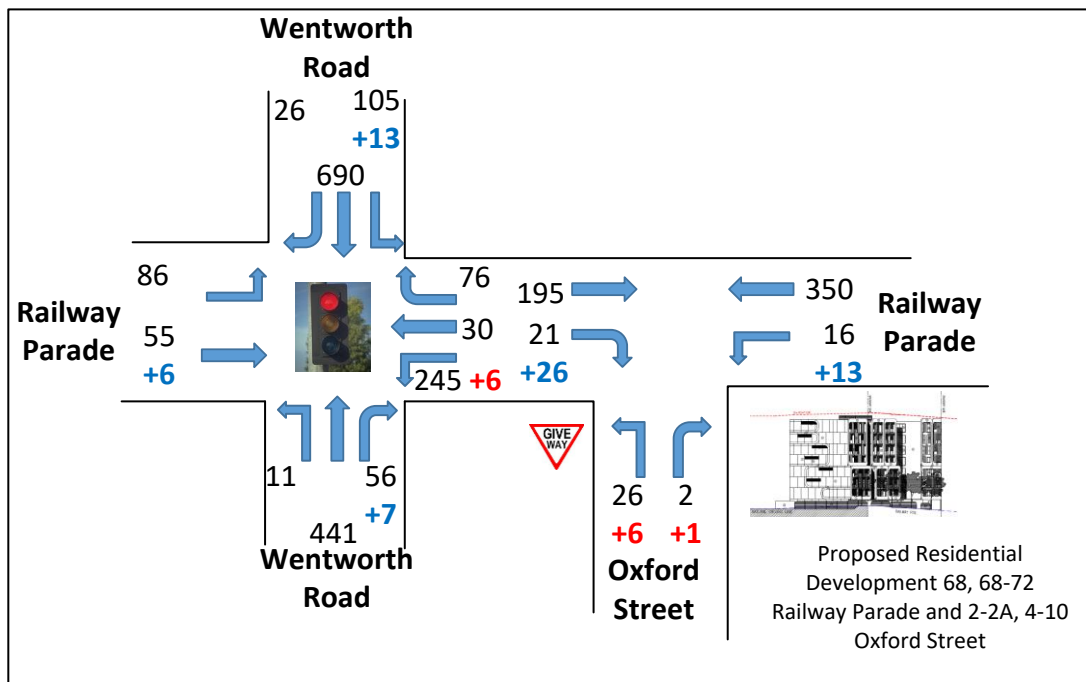 Wentworth
Road
26
105
+13
690
86
Railway
Parade
55
+6
76
30
245 +6
195
21
+26
350
16
+13
Railway
Parade
11
56
+7
441
Wentworth
Road
GIVE
WAY
26
+6
2
+1
Oxford
Street
Proposed Residential
Development 68, 68-72
Railway Parade and 2-2A, 4-10
Oxford Street